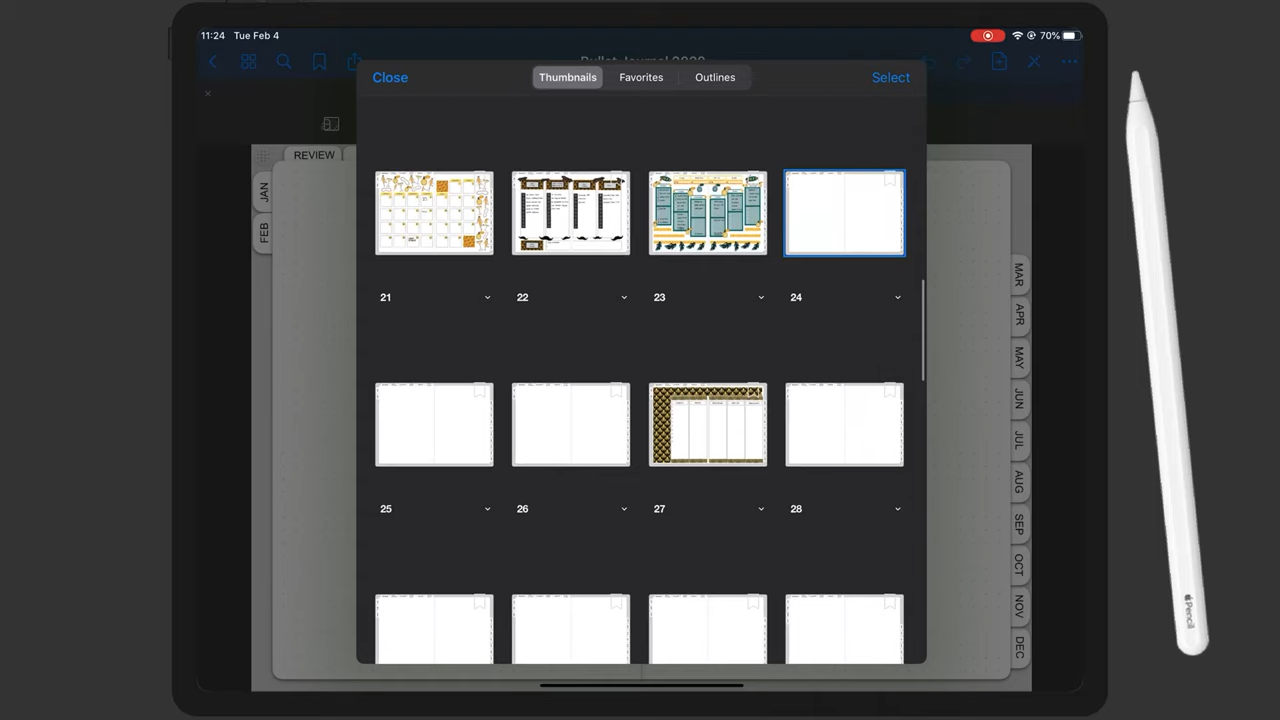 11:24 Tue Feb 4
70%
Close
Thumbnails
Favorites
Outlines
Select
REVIEW
JAN
FEB
21
22
23
24
25
26
27
28
MAR
APR
MAY
JUN
JUL
AUG
SEP
OCT
NOV
DEC
Pencil